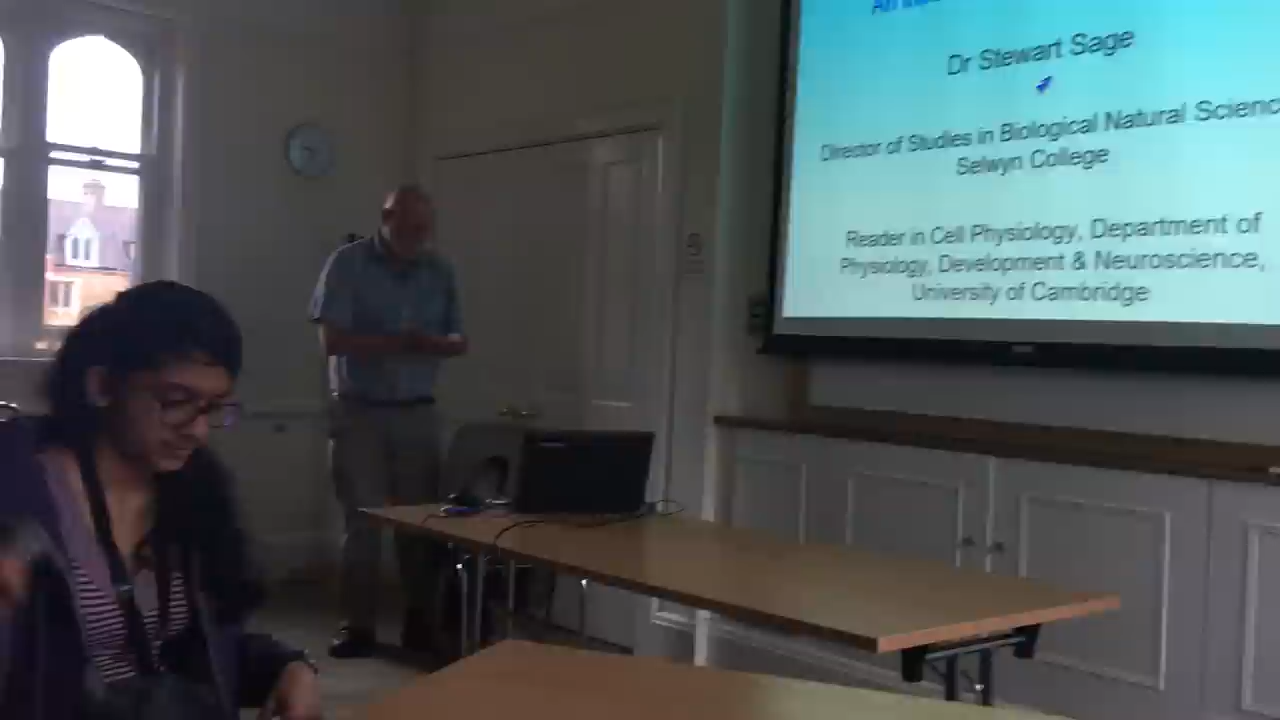 Dr Stewart Sage
Director of Studies in Biological Natural Scienc
Selwyn College
Reader in Cell Physiology, Department of
Physiology, Development & Neuroscience,
University of Cambridge